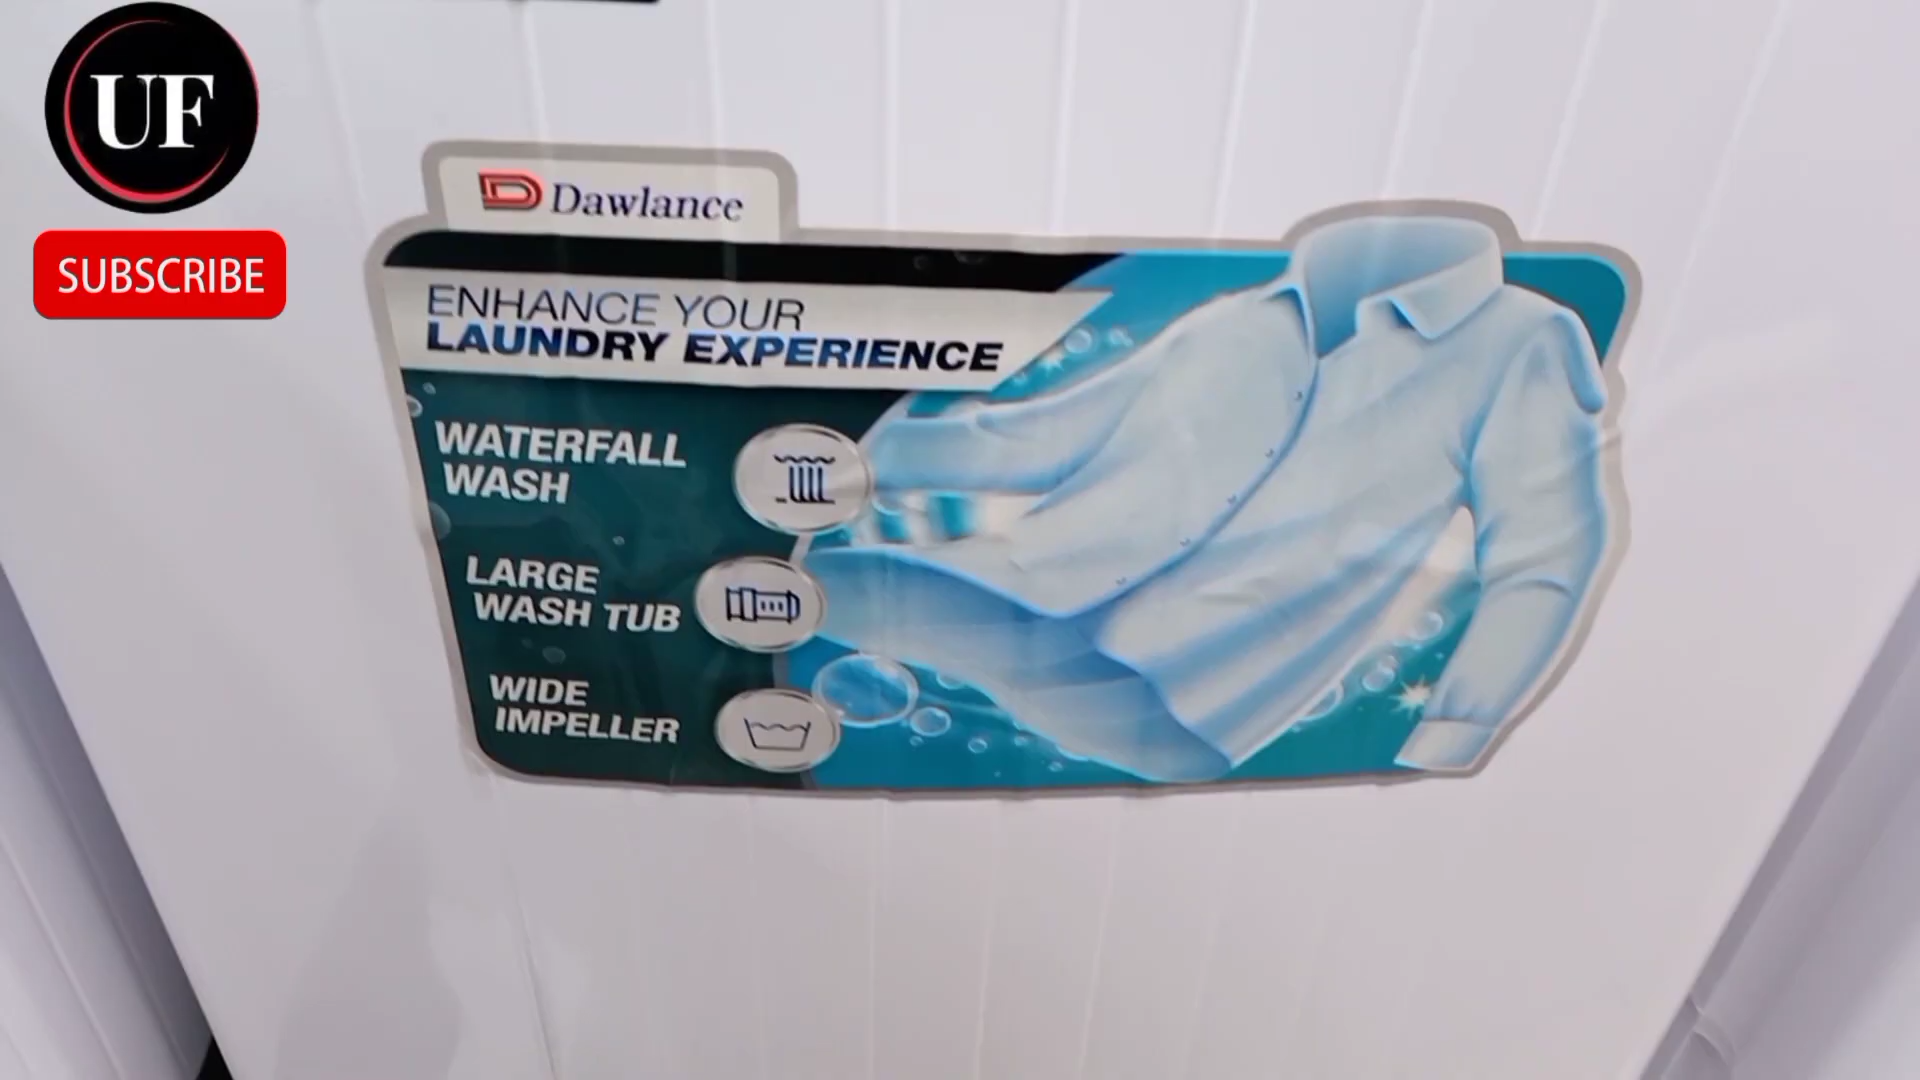 UF
SUBSCRIBE
Dawlance
ENHANCE YOUR
LAUNDRY EXPERIENCE
WATERFALL
WASH
LARGE
WASH TUB
WIDE
IMPELLER